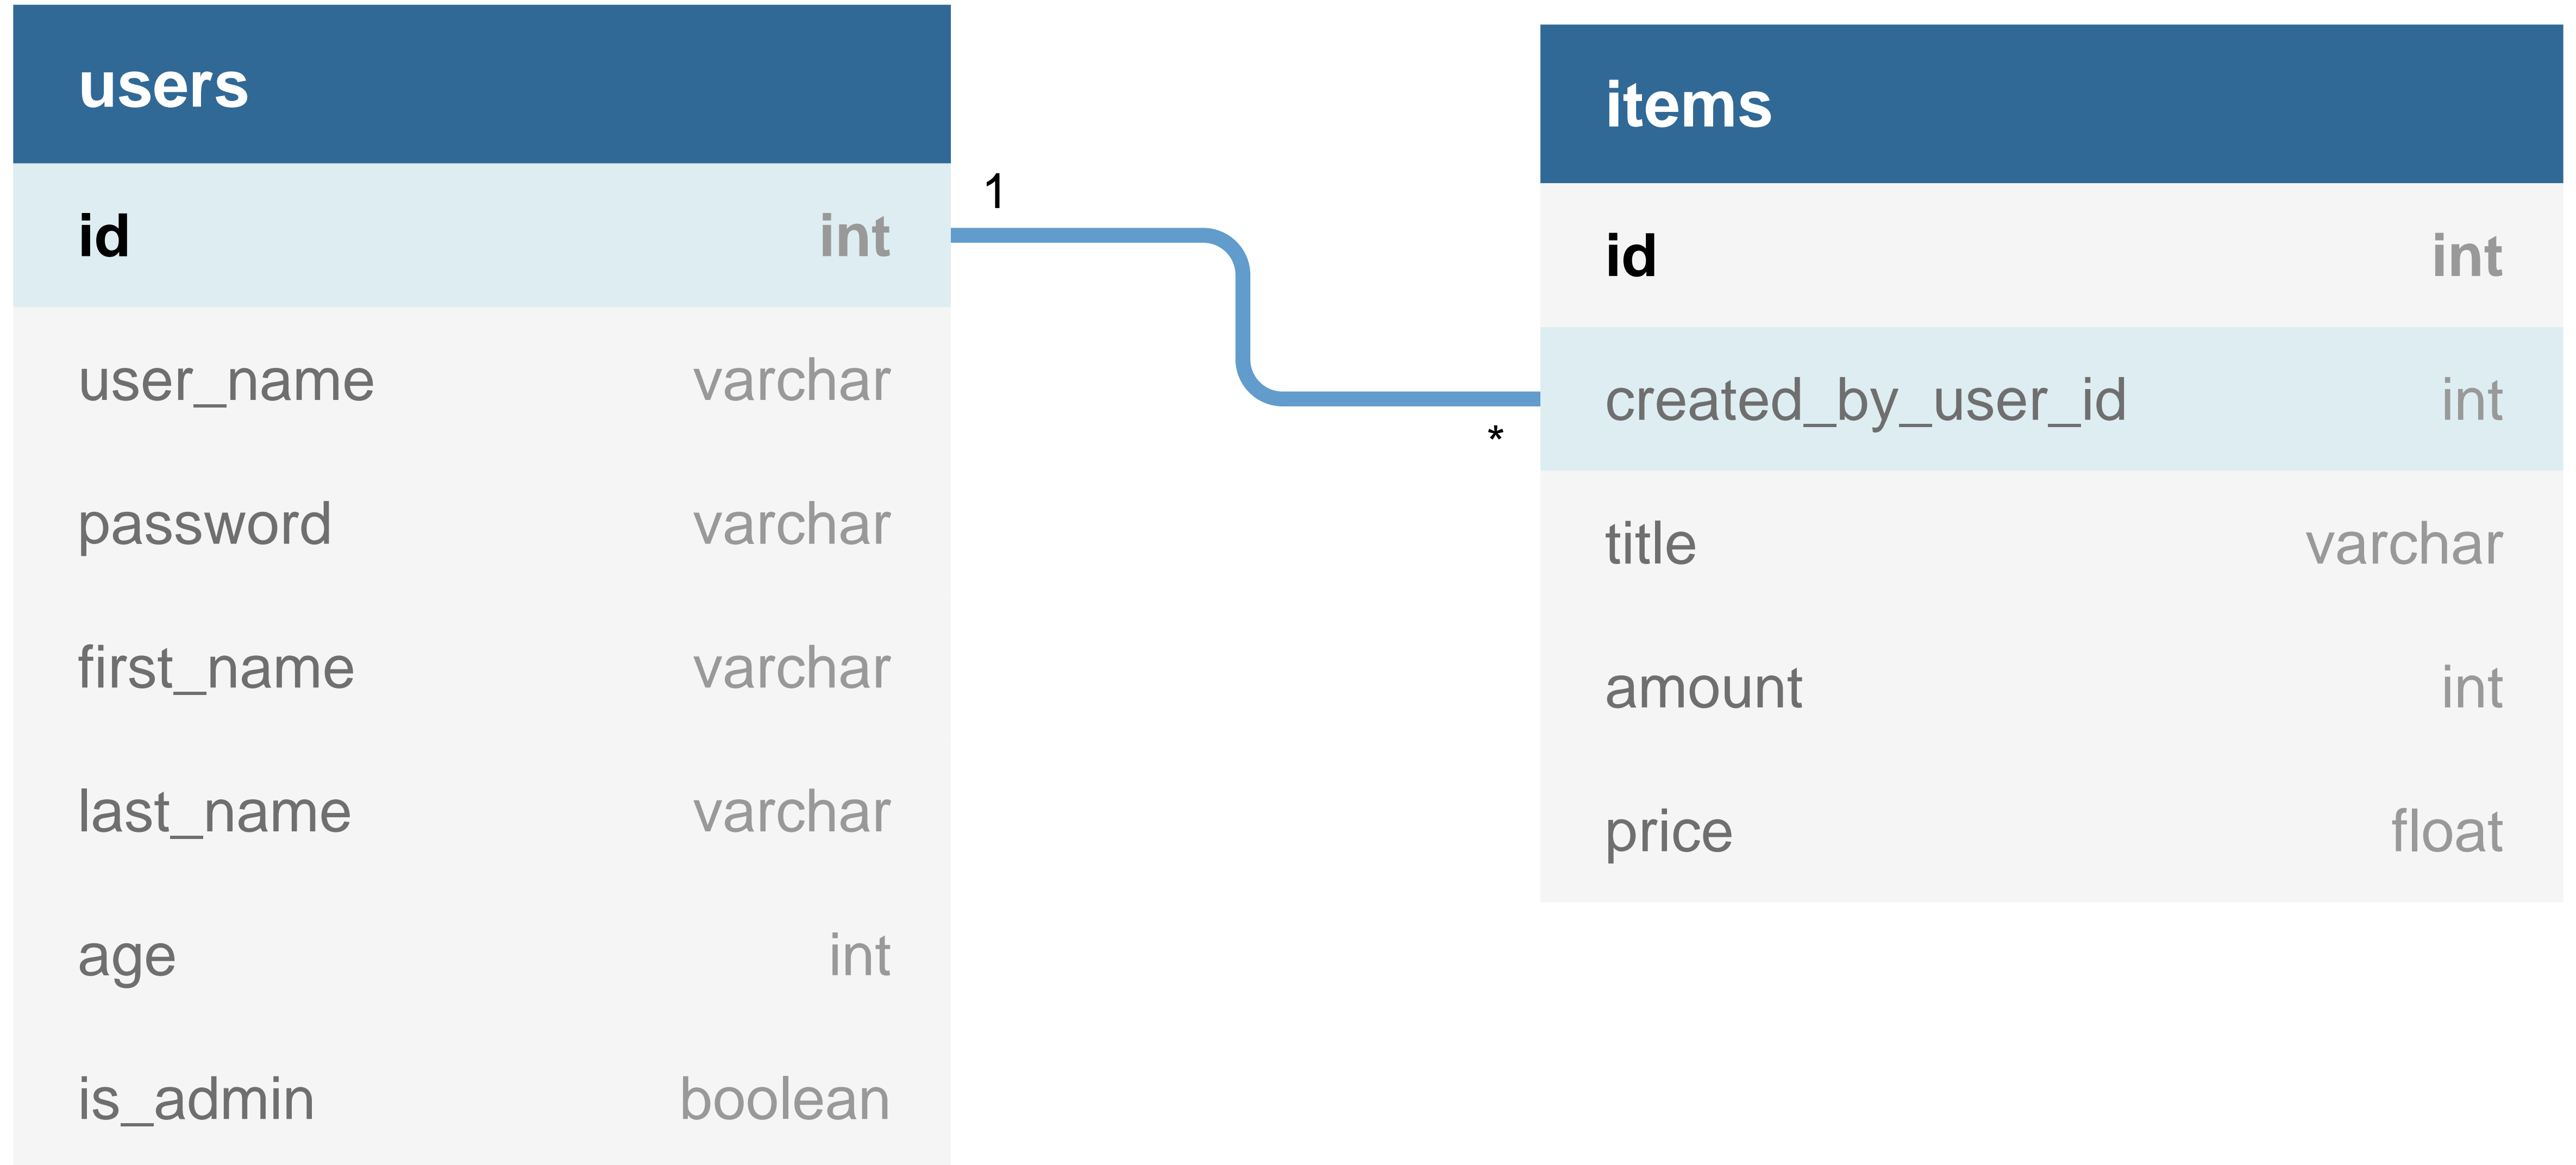 users
id int
user_name varchar
password varchar
first_name varchar
last_name varchar
age int
is_admin boolean
1
*
items
id int
created_by_user_id int
title varchar
amount int
price float